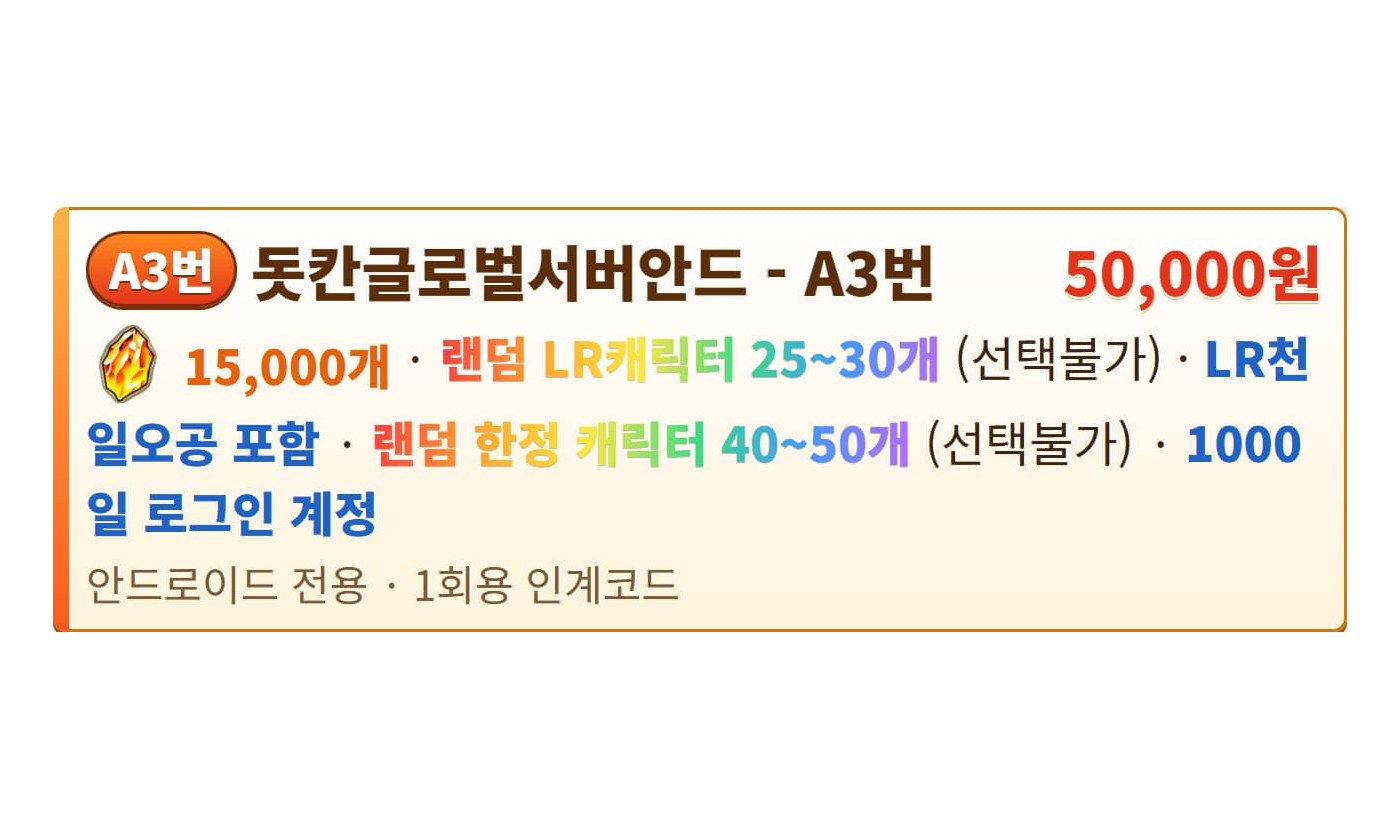 A3번 돗칸글로벌서버안드 - A3번 50,000원
15,000개 · 랜덤 LR캐릭터 25~30개 (선택불가) · LR천
일오공 포함 · 랜덤 한정 캐릭터 40~50개 (선택불가) · 1000
일 로그인 계정
안드로이드 전용 · 1회용 인계코드